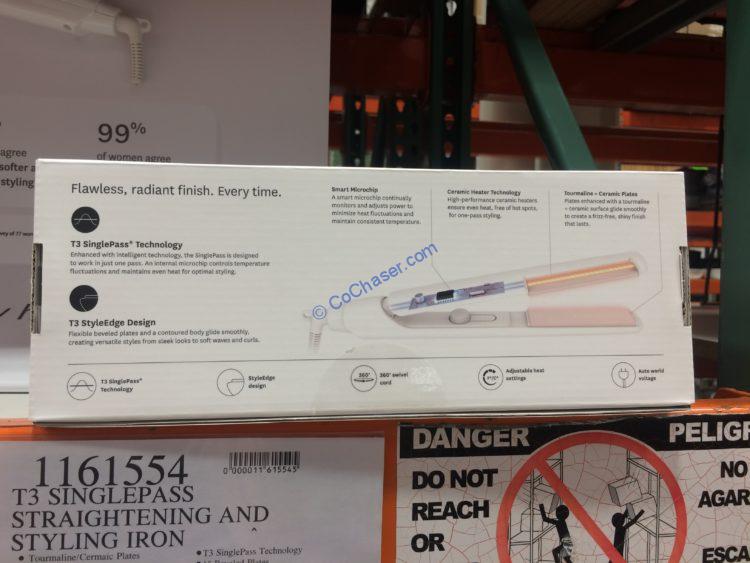 99%
agree
of women agree
softer a
styling
vey of 77 wom
Flawless, radiant finish. Every time.
T3 SinglePass® Technology
Enhanced with intelligent technology, the SinglePass is designed
to work in just one pass. An internal microchip controls temperature
fluctuations and maintains even heat for optimal styling.
T3 StyleEdge Design
Flexible beveled plates and a contoured body glide smoothly,
creating versatile styles from sleek looks to soft waves and curls.
Smart Microchip
A smart microchip continually
monitors and adjusts power to
minimize heat fluctuations and
maintain consistent temperature.
Ceramic Heater Technology
High-performance ceramic heaters
ensure even heat, free of hot spots,
for one-pass styling.
Tourmaline + Ceramic Plates
Plates enhanced with a tourmaline
+ ceramic surface glide smoothly
to create a frizz-free, shiny finish
that lasts.
© CoChaser.com
T3 SinglePass®
Technology
StyleEdge
design
360°
360° swivel
cord
Adjustable heat
settings
Auto world
voltage
1161554
0000011615545
T3 SINGLEPASS
STRAIGHTENING AND
STYLING IRON
• Tourmaline/Cermaic Plates
• T3 SinglePass Technology
Beveled Plates
DANGER
PELIGR
DO NOT
REACH
OR
NO
AGAR
ESCA